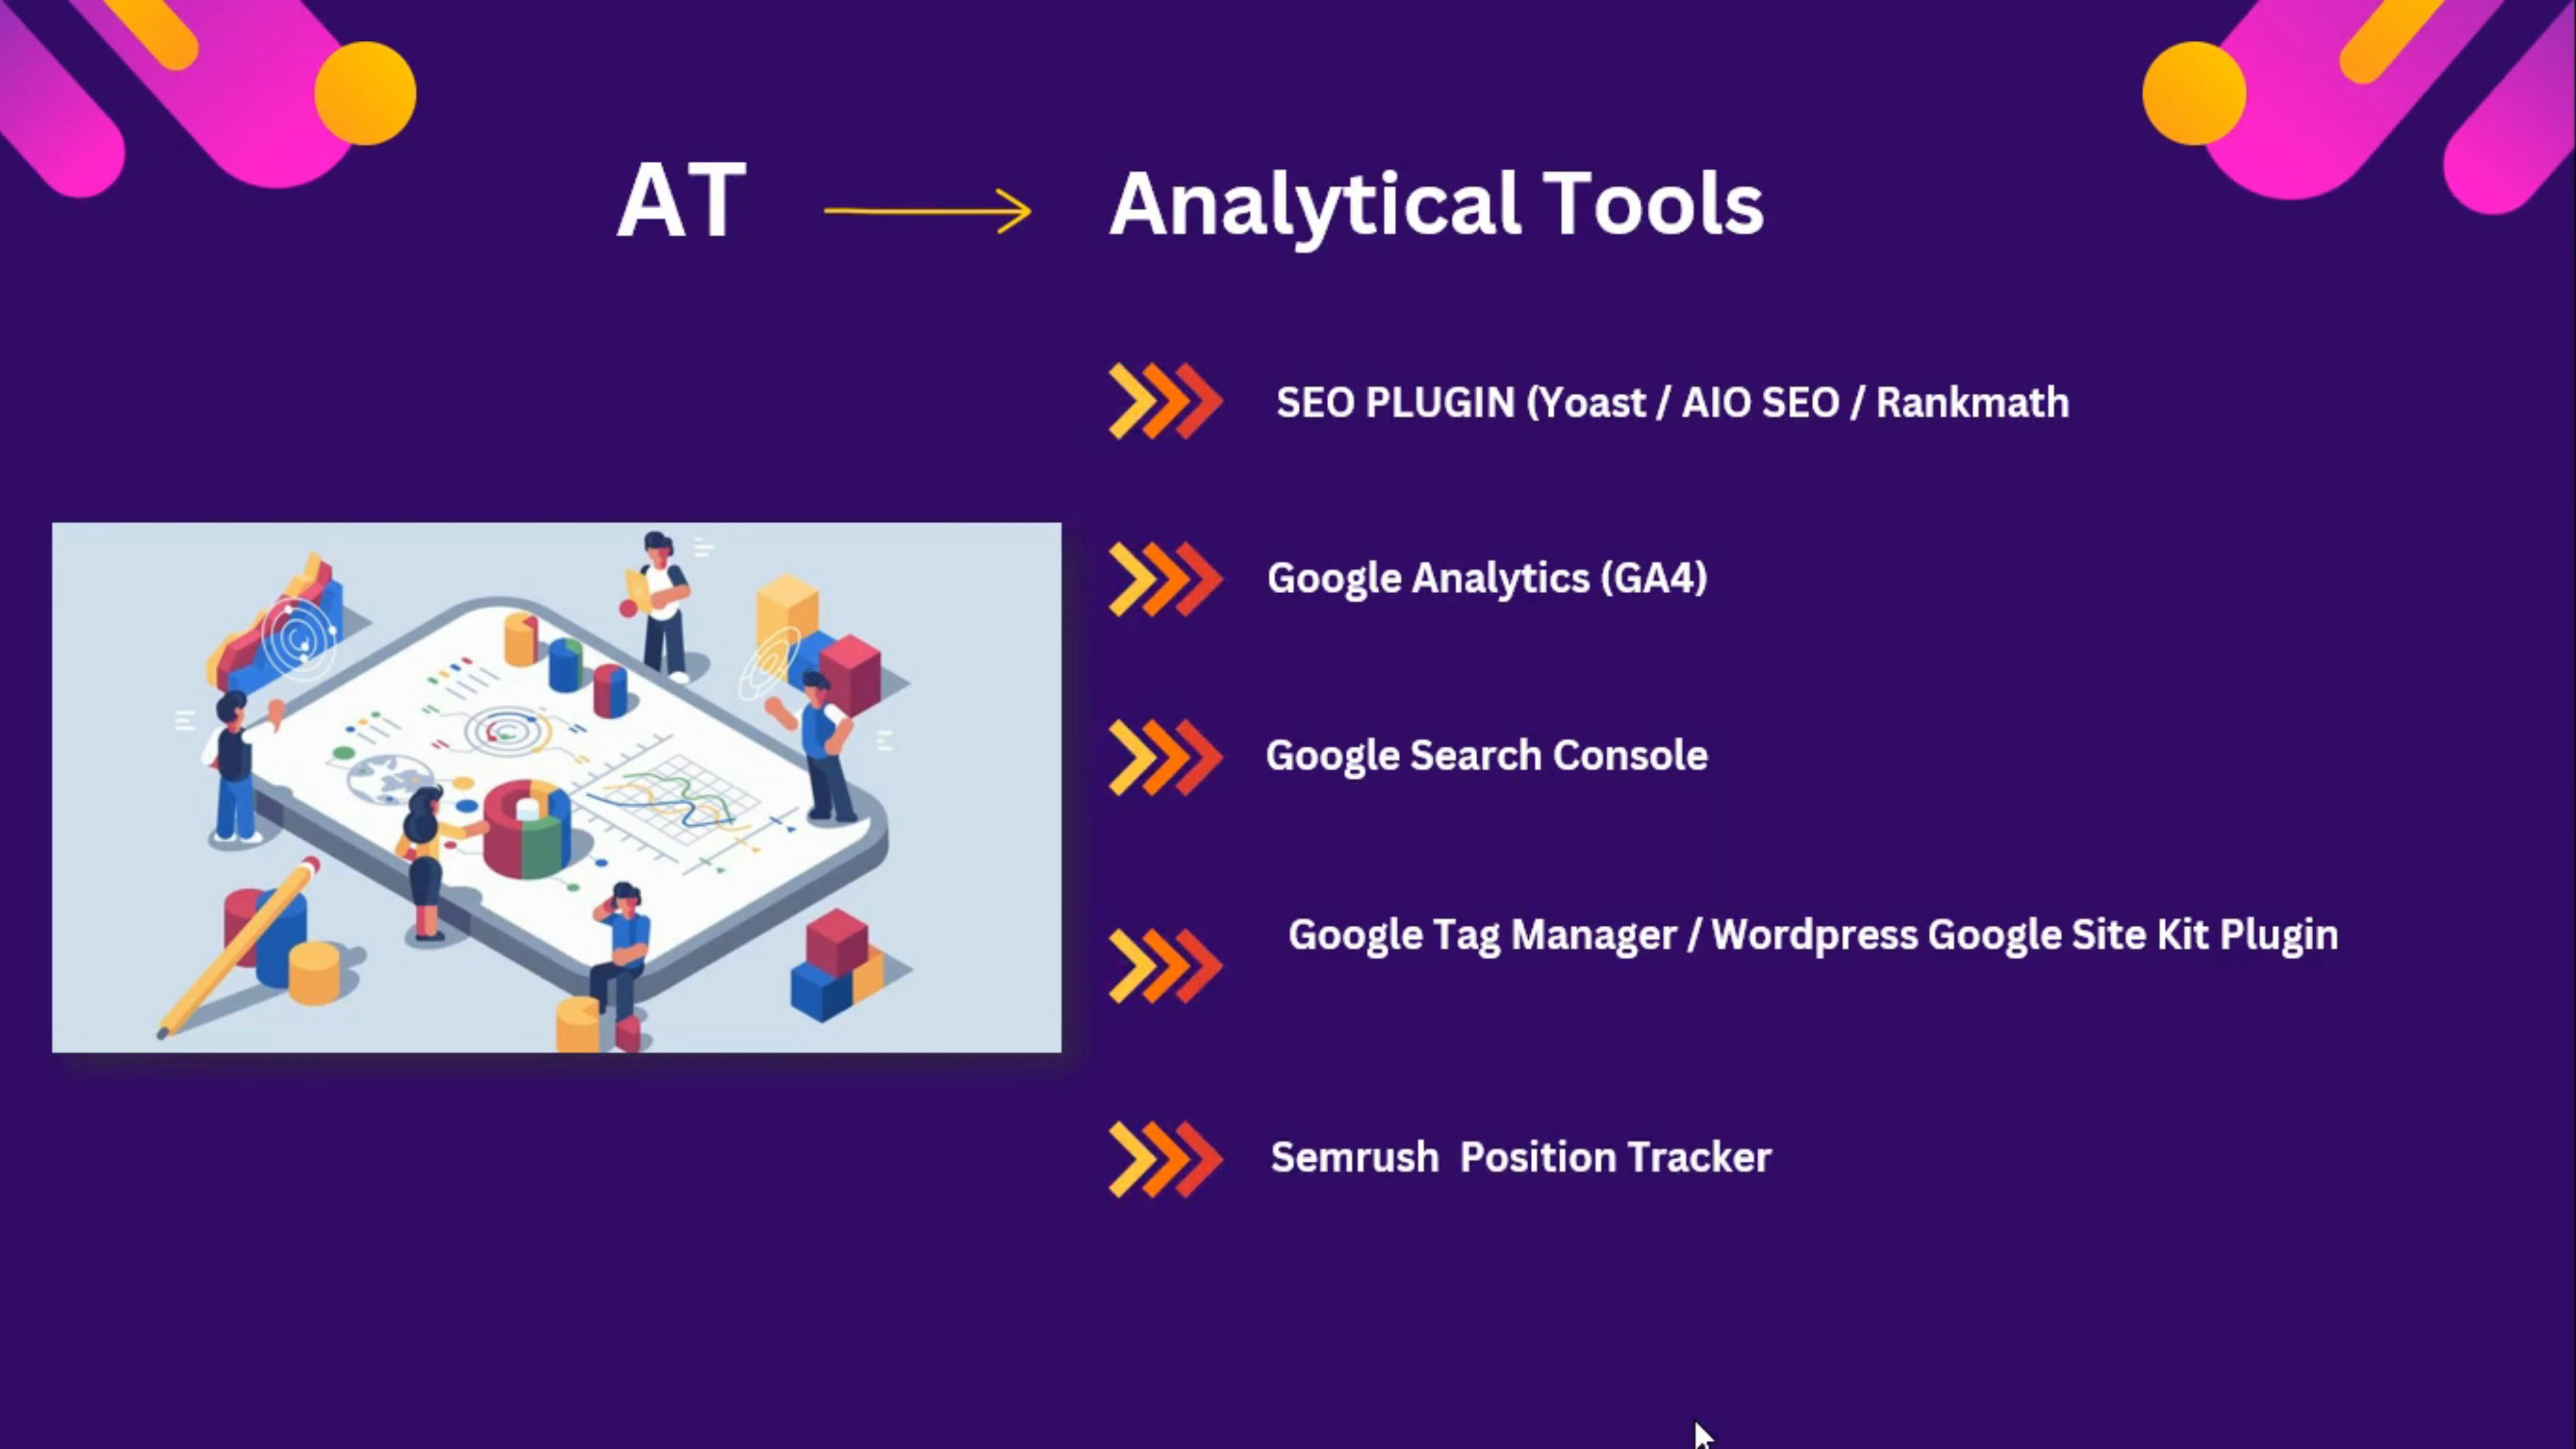 AT
Analytical Tools
SEO PLUGIN (Yoast / AIO SEO / Rankmath
Google Analytics (GA4)
Google Search Console
Google Tag Manager / Wordpress Google Site Kit Plugin
Semrush  Position Tracker